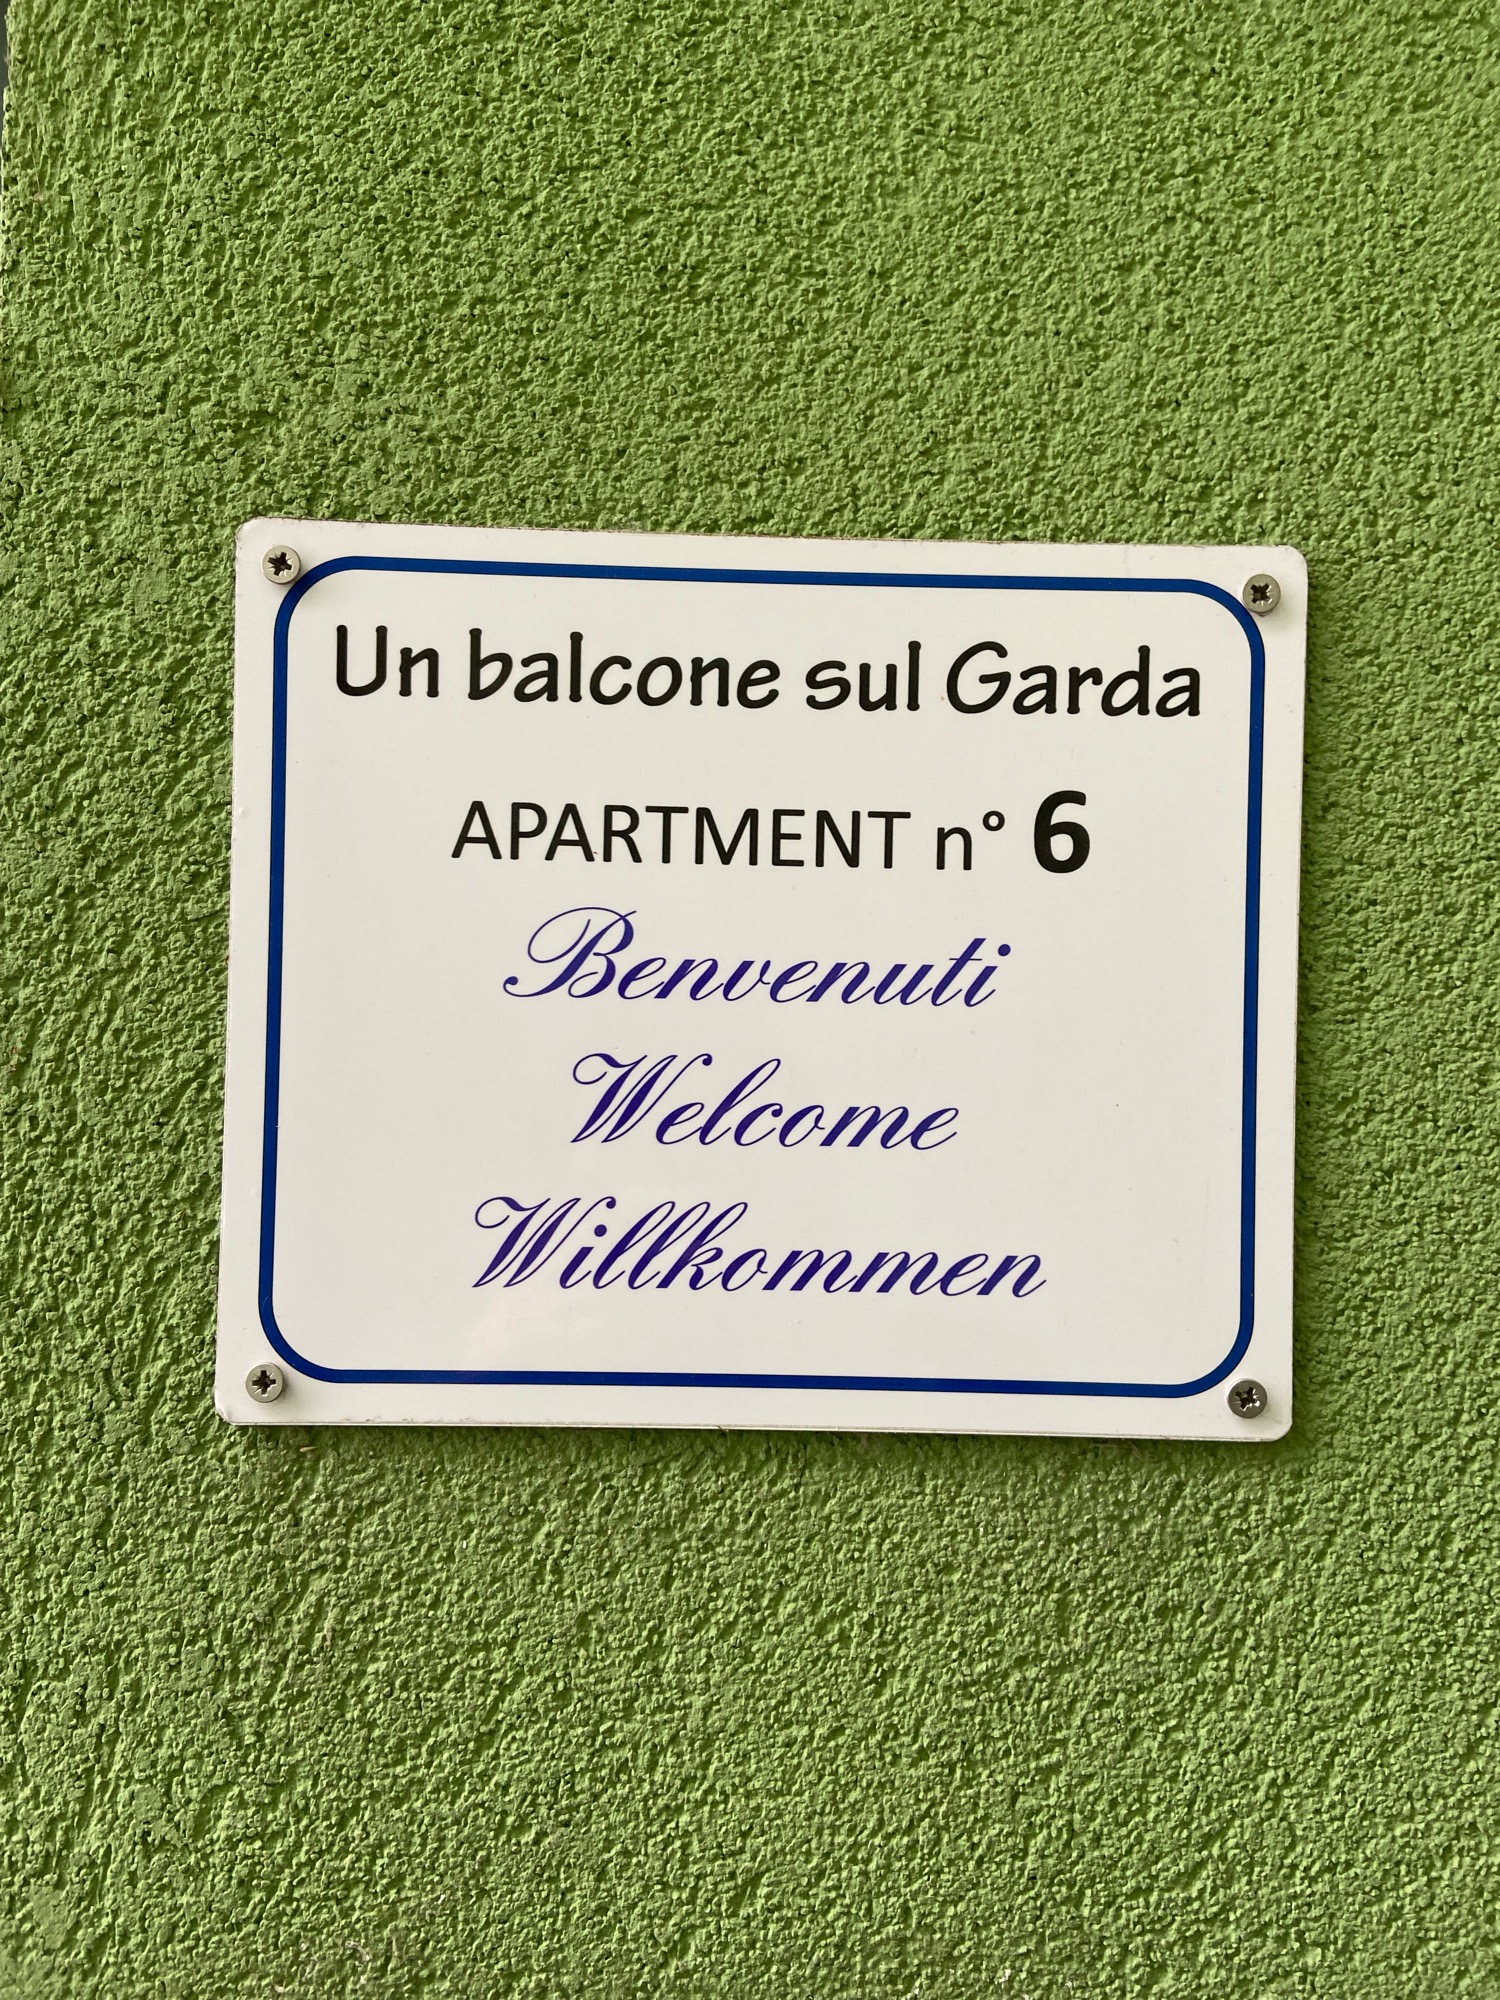 Un balcone sul Garda
APARTMENT n° 6
Benvenuti
Welcome
Willkommen